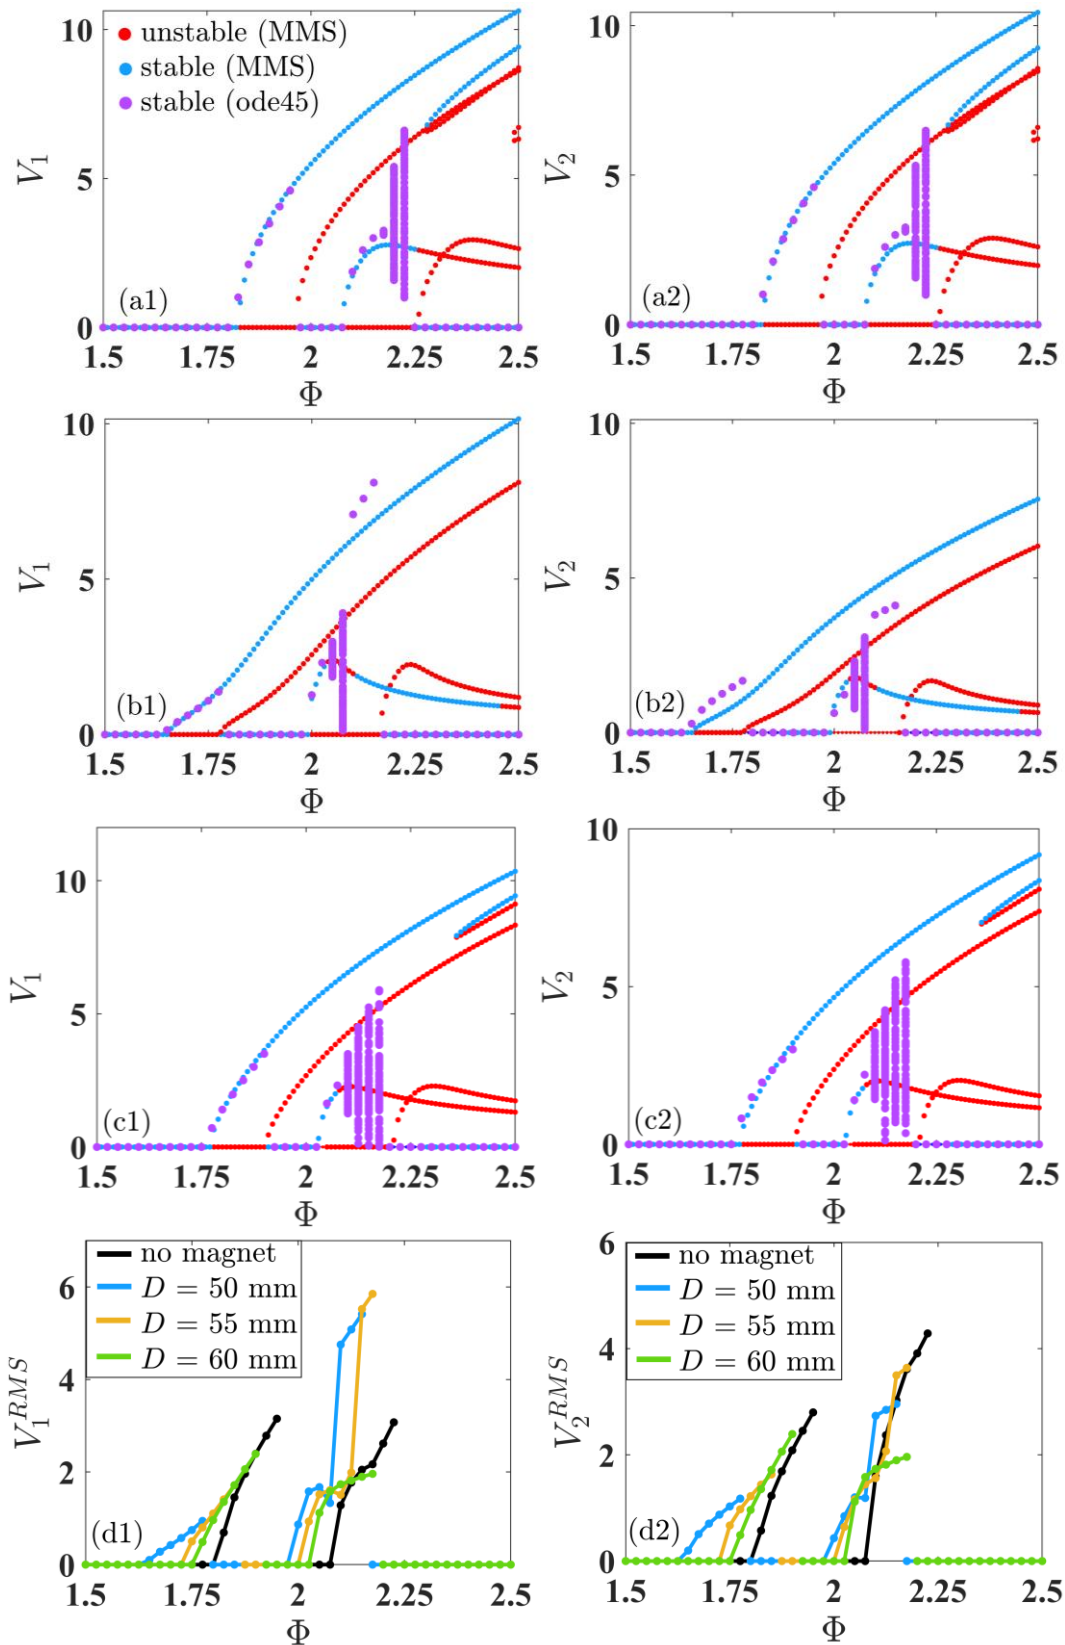 10
5
0
V₁
unstable (MMS)
stable (MMS)
stable (ode45)
(a1)
1.5 1.75 2 2.25 2.5
Φ
10
5
0
V₂
(a2)
1.5 1.75 2 2.25 2.5
Φ
10
5
0
V₁
(b1)
1.5 1.75 2 2.25 2.5
Φ
10
5
0
V₂
(b2)
1.5 1.75 2 2.25 2.5
Φ
10
5
0
V₁
(c1)
1.5 1.75 2 2.25 2.5
Φ
10
5
0
V₂
(c2)
1.5 1.75 2 2.25 2.5
Φ
6
4
2
0
V₁^RMS
no magnet
D = 50 mm
D = 55 mm
D = 60 mm
(d1)
1.5 1.75 2 2.25 2.5
Φ
6
4
2
0
V₂^RMS
no magnet
D = 50 mm
D = 55 mm
D = 60 mm
(d2)
1.5 1.75 2 2.25 2.5
Φ